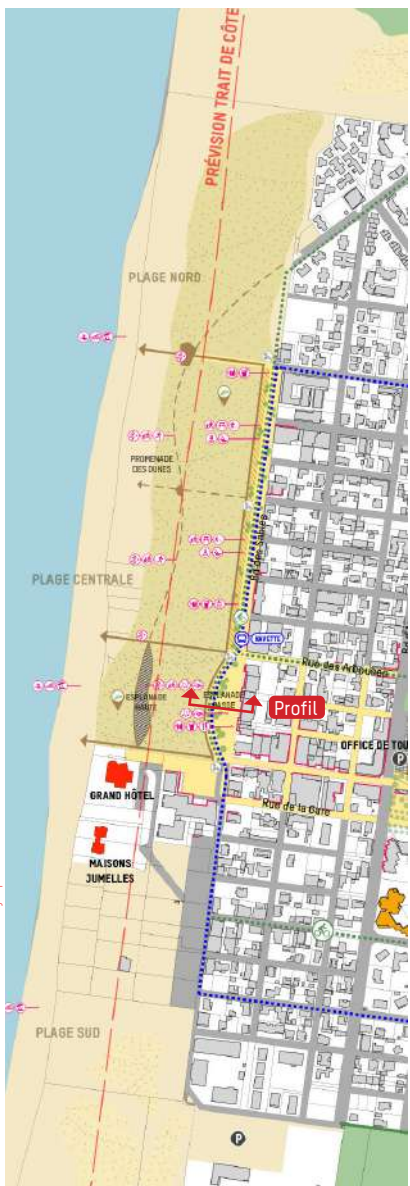 PRÉVISION TRAIT DE CÔTE
PLAGE NORD
PROMENADE
DES DUNES
PLAGE CENTRALE
NAVETTE
Rue des Arbousiers
ESPLANADE
HAUTE
ESPLANADE
BASSE
Profil
OFFICE DE TOU
P
GRAND HÔTEL
Rue de la Gare
MAISONS
JUMELLES
PLAGE SUD
P